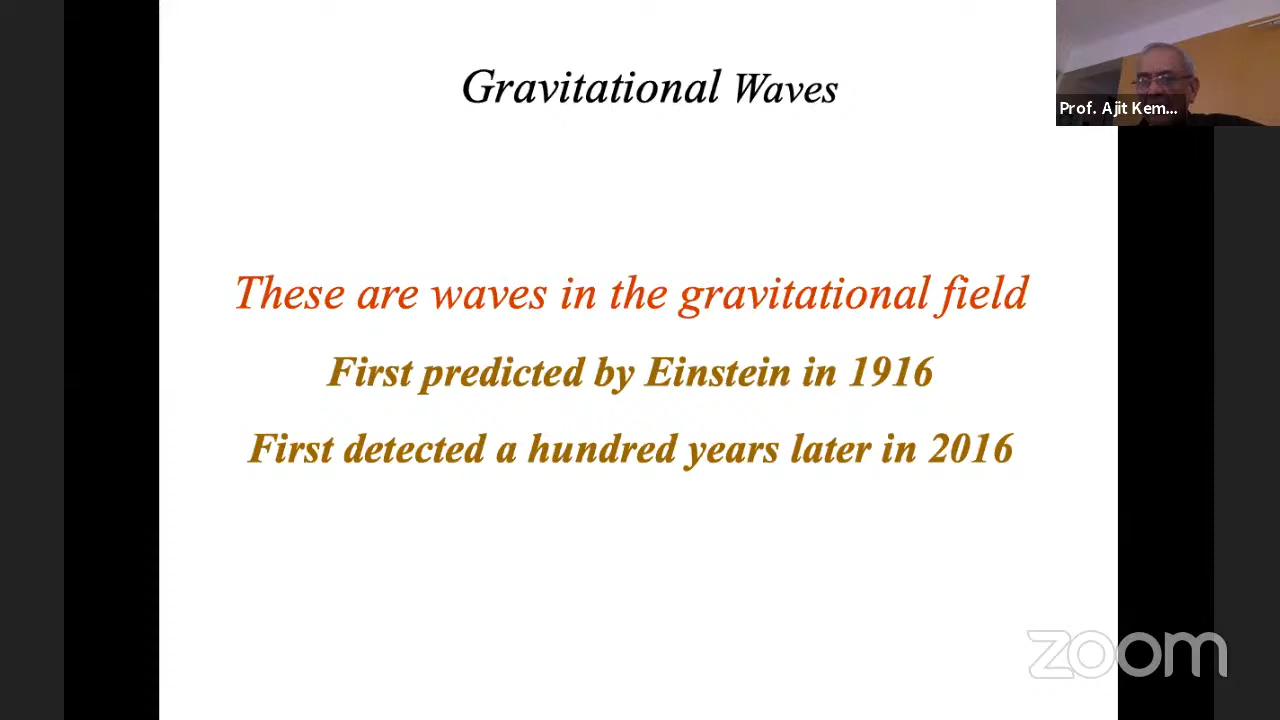 Gravitational Waves
Prof. Ajit Kem...
These are waves in the gravitational field
First predicted by Einstein in 1916
First detected a hundred years later in 2016
zoom